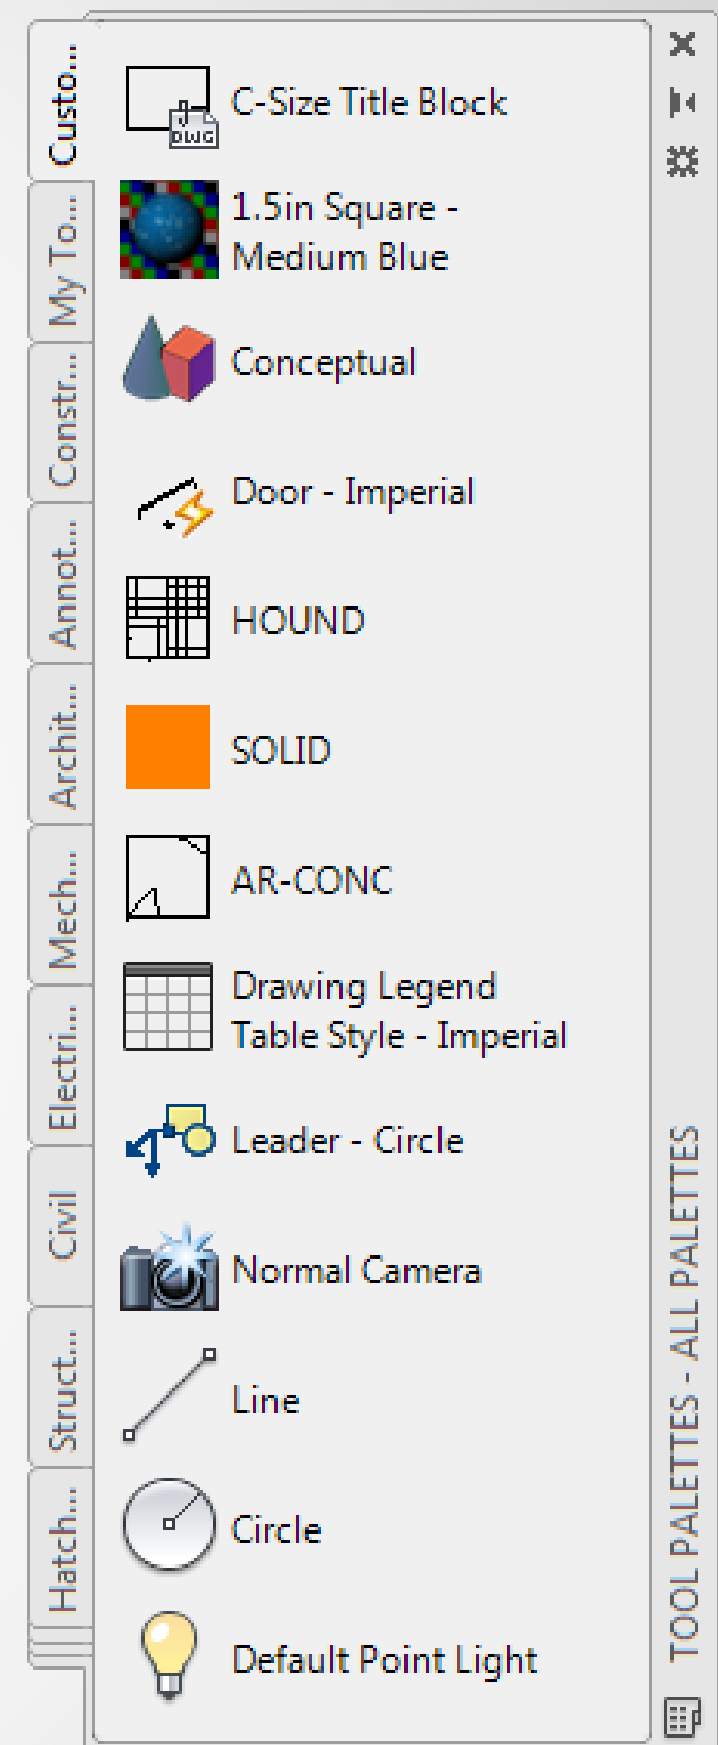 Custo...
My To...
Constr...
Annot...
Archit...
Mech...
Electri...
Civil
Struct...
Hatch...
C-Size Title Block
DWG
1.5in Square -
Medium Blue
Conceptual
Door - Imperial
HOUND
SOLID
AR-CONC
Drawing Legend
Table Style - Imperial
Leader - Circle
Normal Camera
Line
Circle
Default Point Light
TOOL PALETTES - ALL PALETTES